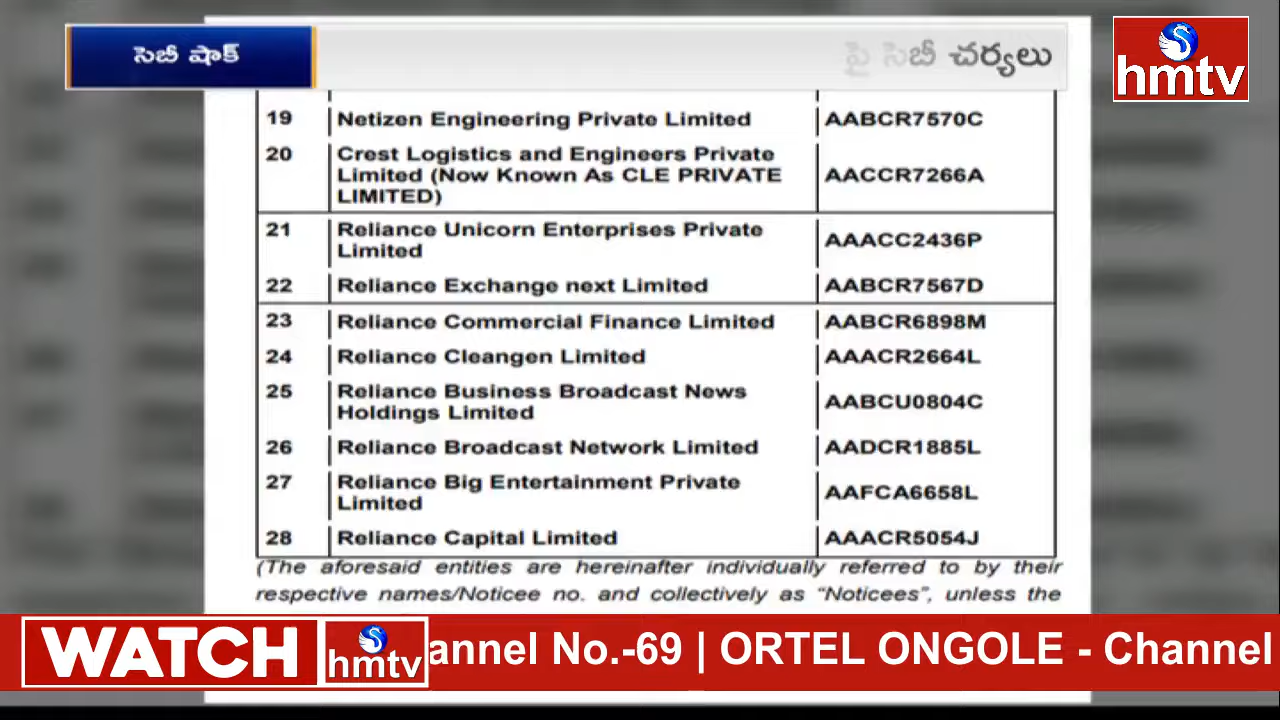 సెబీ షాక్
పై సెబీ చర్యలు
hmtv
19 Netizen Engineering Private Limited AABCR7570C
20 Crest Logistics and Engineers Private
Limited (Now Known As CLE PRIVATE AACCR7266A
LIMITED)
21 Reliance Unicorn Enterprises Private
Limited AAACC2436P
22 Reliance Exchange next Limited AABCR7567D
23 Reliance Commercial Finance Limited AABCR6898M
24 Reliance Cleangen Limited AAACR2664L
25 Reliance Business Broadcast News
Holdings Limited AABCU0804C
26 Reliance Broadcast Network Limited AADCR1885L
27 Reliance Big Entertainment Private
Limited AAFCA6658L
28 Reliance Capital Limited AAACR5054J
(The aforesaid entities are hereinafter individually referred to by their
respective names/Noticee no. and collectively as “Noticees”, unless the
WATCH hmtv annel No.-69 | ORTEL ONGOLE - Channel